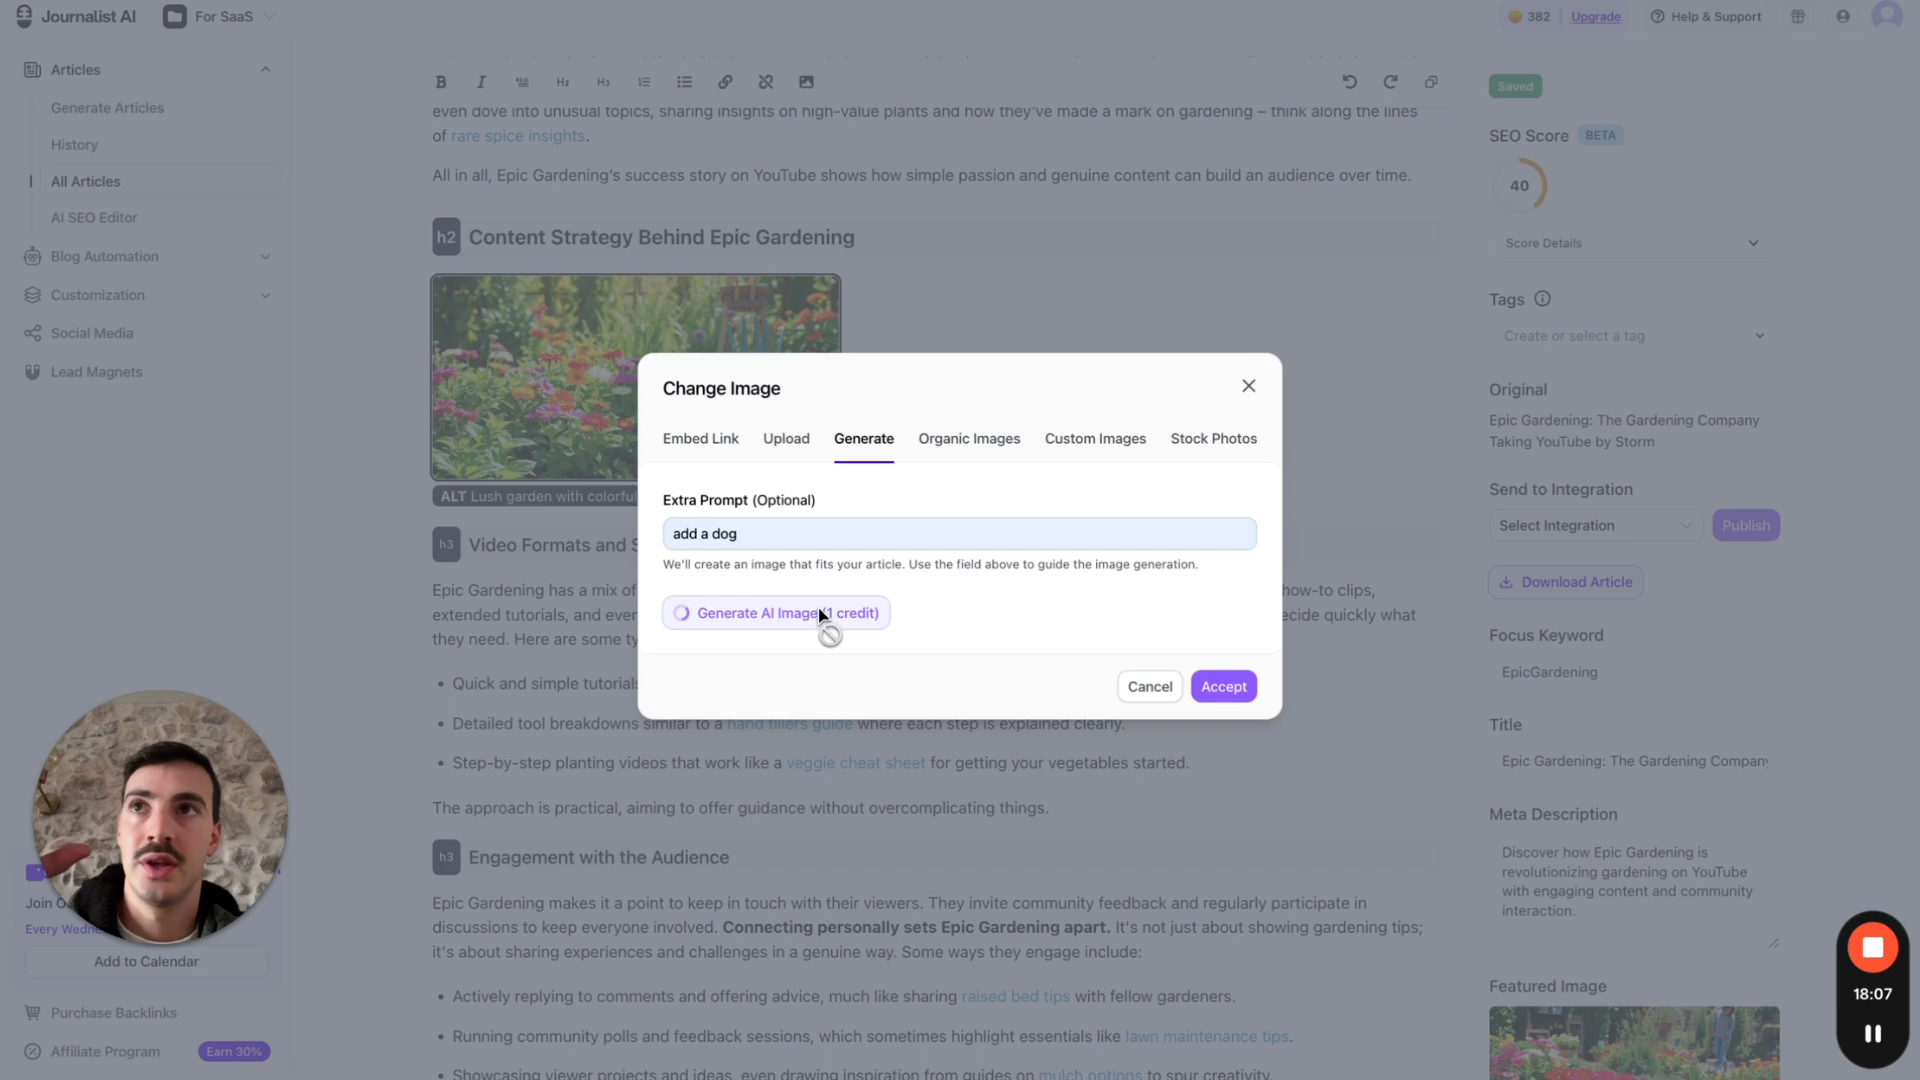 Journalist AI
For SaaS
382
Upgrade
Help & Support
Articles
Generate Articles
History
All Articles
AI SEO Editor
Blog Automation
Customization
Social Media
Lead Magnets
Join O
Every Wedne
Add to Calendar
Purchase Backlinks
Affiliate Program
Earn 30%
B I H2 H3
even dove into unusual topics, sharing insights on high-value plants and how they've made a mark on gardening – think along the lines
of rare spice insights.
All in all, Epic Gardening's success story on YouTube shows how simple passion and genuine content can build an audience over time.
h2 Content Strategy Behind Epic Gardening
ALT Lush garden with colorful
h3 Video Formats and S
Epic Gardening has a mix of how-to clips,
extended tutorials, and ever ecide quickly what
they need. Here are some ty
• Quick and simple tutorials
• Detailed tool breakdowns similar to a hand tillers guide where each step is explained clearly.
• Step-by-step planting videos that work like a veggie cheat sheet for getting your vegetables started.
The approach is practical, aiming to offer guidance without overcomplicating things.
h3 Engagement with the Audience
Epic Gardening makes it a point to keep in touch with their viewers. They invite community feedback and regularly participate in
discussions to keep everyone involved. Connecting personally sets Epic Gardening apart. It's not just about showing gardening tips;
it's about sharing experiences and challenges in a genuine way. Some ways they engage include:
• Actively replying to comments and offering advice, much like sharing raised bed tips with fellow gardeners.
• Running community polls and feedback sessions, which sometimes highlight essentials like lawn maintenance tips.
• Showcasing viewer projects and ideas, even drawing inspiration from guides on mulch options to spur creativity.
Change Image
Embed Link
Upload
Generate
Organic Images
Custom Images
Stock Photos
Extra Prompt (Optional)
add a dog
We'll create an image that fits your article. Use the field above to guide the image generation.
Generate AI Image (1 credit)
Cancel
Accept
Saved
SEO Score BETA
40
Score Details
Tags
Create or select a tag
Original
Epic Gardening: The Gardening Company
Taking YouTube by Storm
Send to Integration
Select Integration
Publish
Download Article
Focus Keyword
EpicGardening
Title
Epic Gardening: The Gardening Company
Meta Description
Discover how Epic Gardening is
revolutionizing gardening on YouTube
with engaging content and community
interaction.
Featured Image
18:07